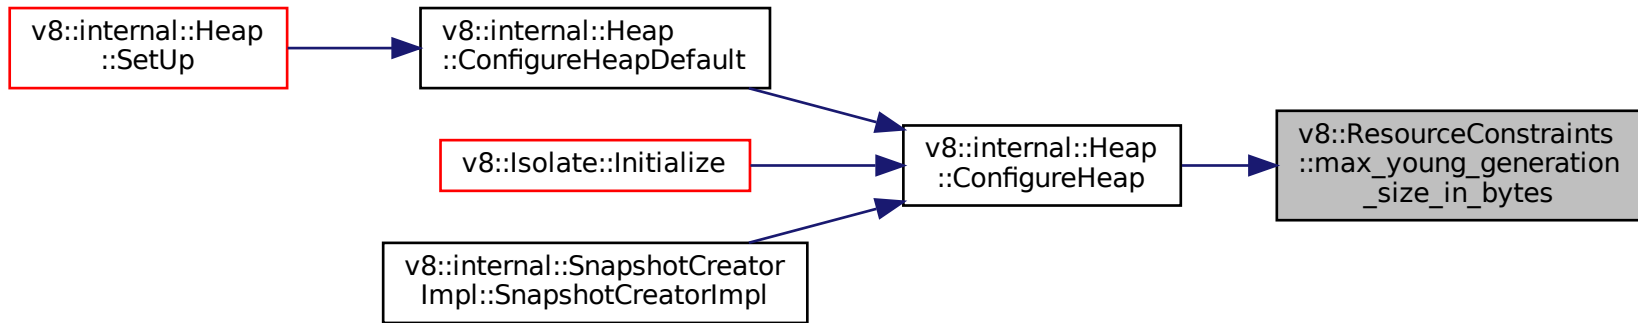 v8::internal::Heap
::SetUp
v8::internal::Heap
::ConfigureHeapDefault
v8::Isolate::Initialize
v8::internal::SnapshotCreator
Impl::SnapshotCreatorImpl
v8::internal::Heap
::ConfigureHeap
v8::ResourceConstraints
::max_young_generation
_size_in_bytes